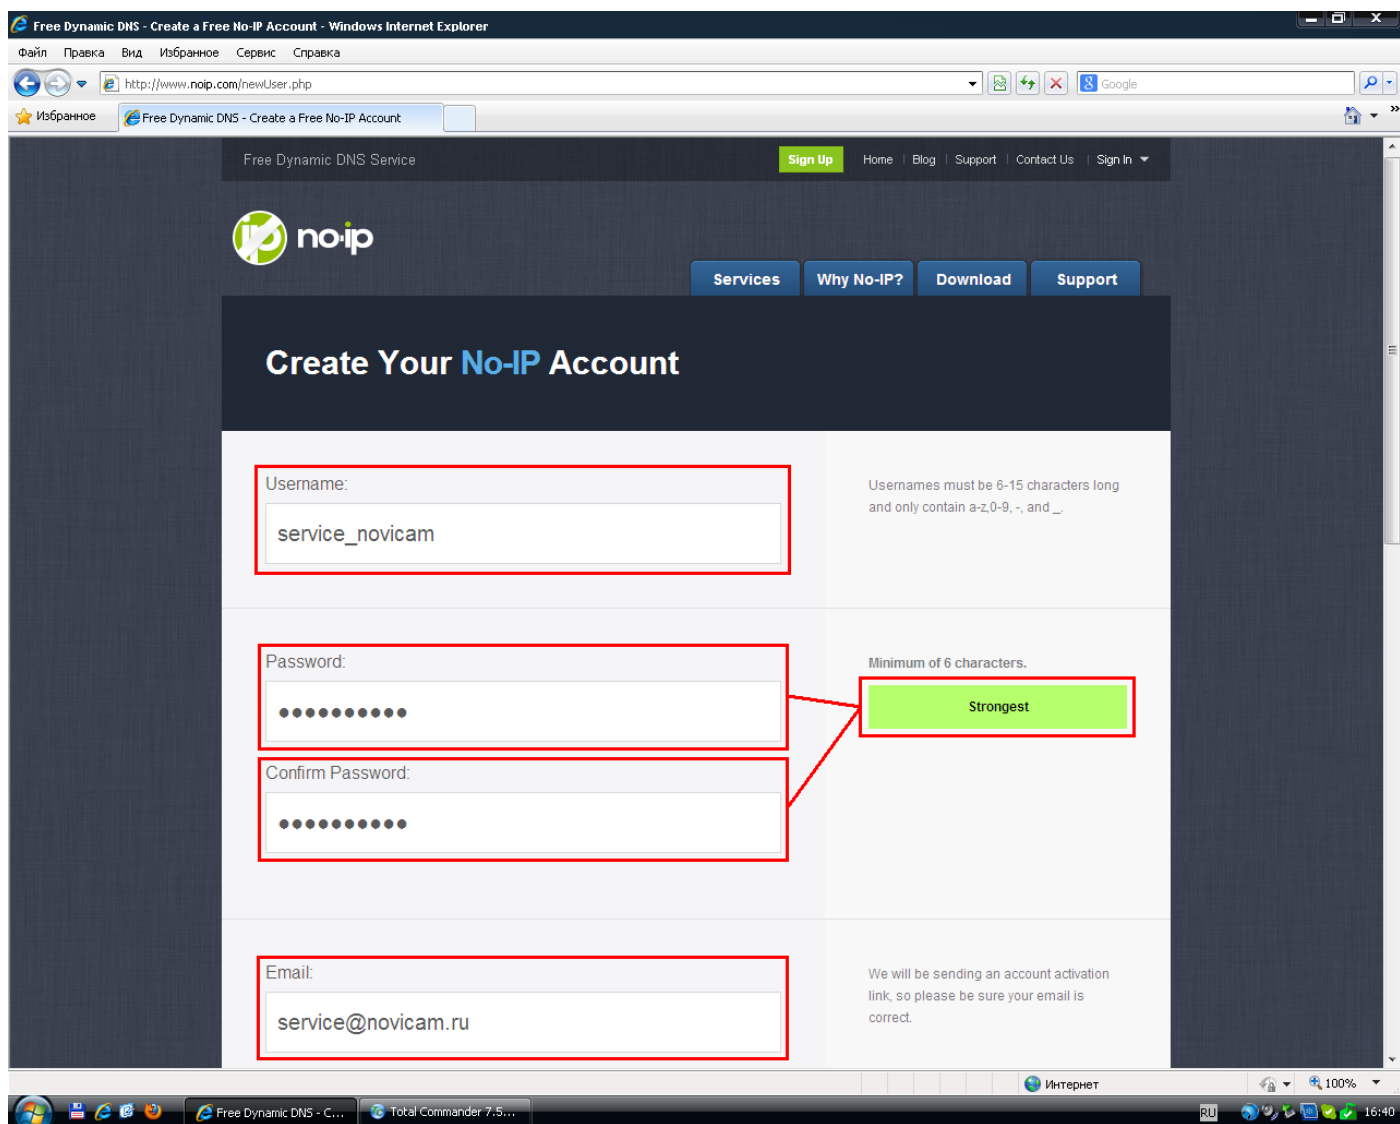 Free Dynamic DNS - Create a Free No-IP Account - Windows Internet Explorer
Файл Правка Вид Избранное Сервис Справка
http://www.noip.com/newUser.php
Google
Избранное
Free Dynamic DNS - Create a Free No-IP Account
Free Dynamic DNS Service
Sign Up
Home | Blog | Support | Contact Us | Sign In
no·ip
Services
Why No-IP?
Download
Support
Create Your No-IP Account
Username:
service_novicam
Usernames must be 6-15 characters long
and only contain a-z,0-9, -, and _.
Password:
●●●●●●●●●●
Minimum of 6 characters.
Strongest
Confirm Password:
●●●●●●●●●●
Email:
service@novicam.ru
We will be sending an account activation
link, so please be sure your email is
correct.
Интернет
100%
Free Dynamic DNS - C...
Total Commander 7.5...
RU
16:40